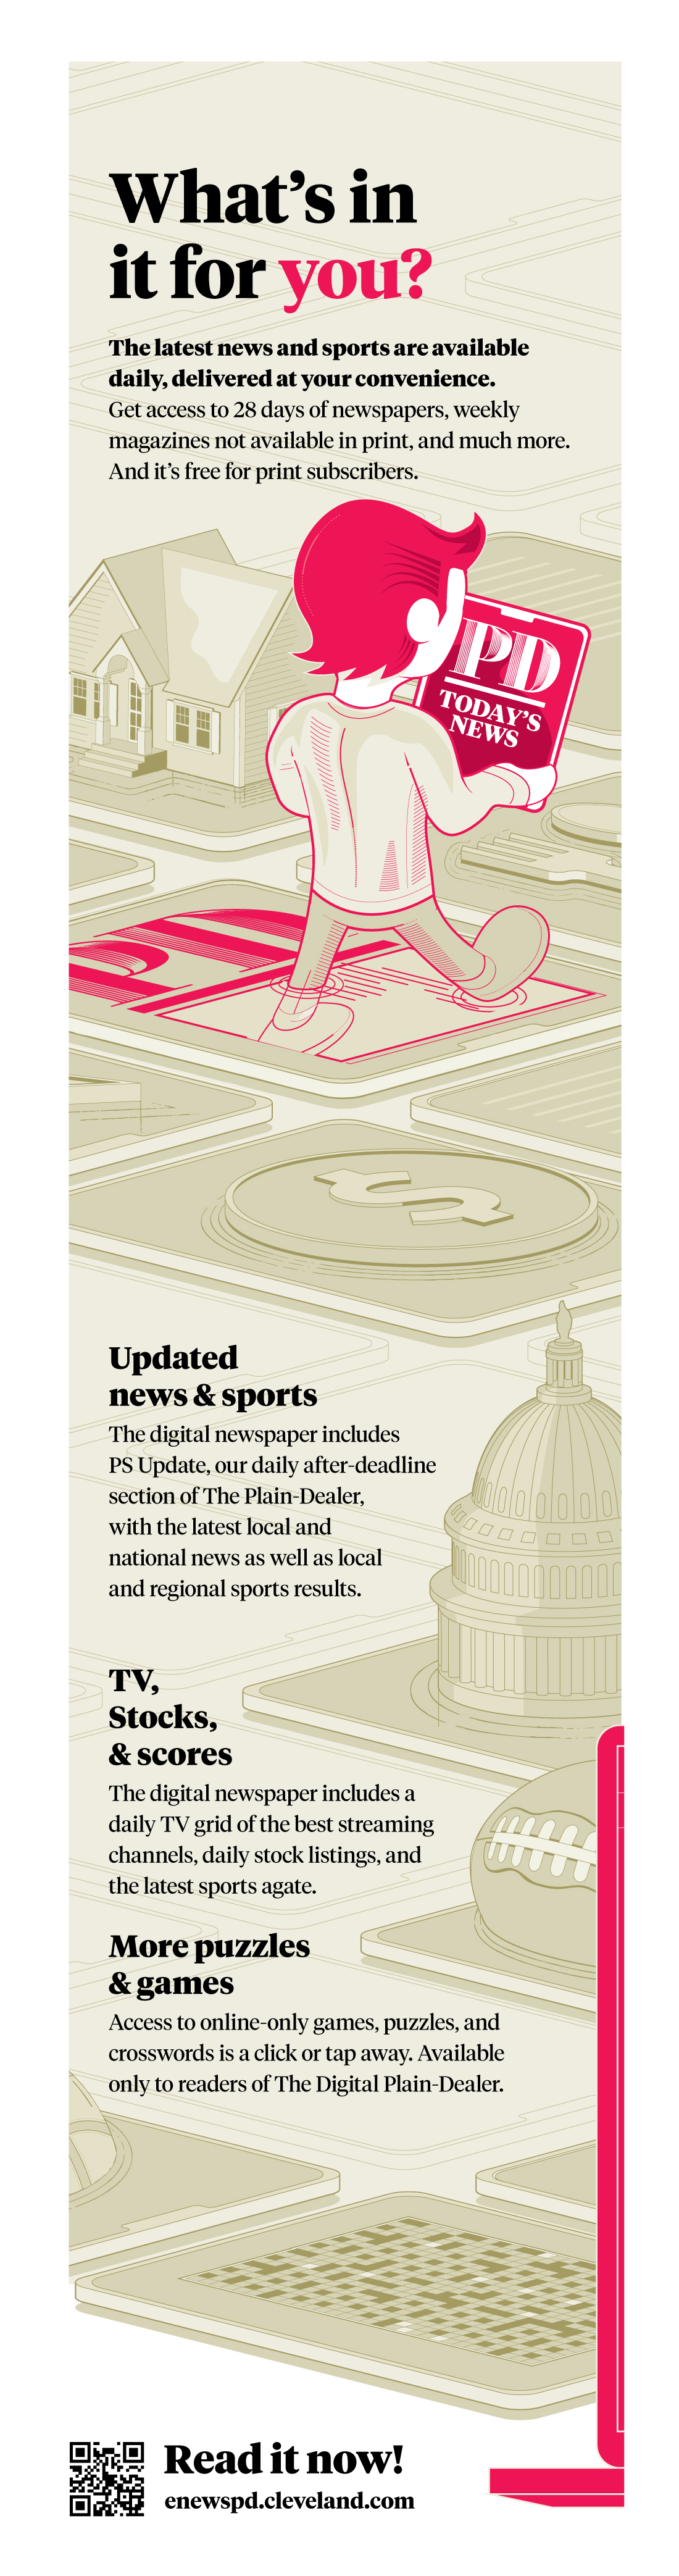 What’s in
it for you?
The latest news and sports are available
daily, delivered at your convenience.
Get access to 28 days of newspapers, weekly
magazines not available in print, and much more.
And it’s free for print subscribers.
PD
TODAY’S
NEWS
Updated
news & sports
The digital newspaper includes
PS Update, our daily after-deadline
section of The Plain-Dealer,
with the latest local and
national news as well as local
and regional sports results.
TV,
Stocks,
& scores
The digital newspaper includes a
daily TV grid of the best streaming
channels, daily stock listings, and
the latest sports agate.
More puzzles
& games
Access to online-only games, puzzles, and
crosswords is a click or tap away. Available
only to readers of The Digital Plain-Dealer.
Read it now!
enewspd.cleveland.com